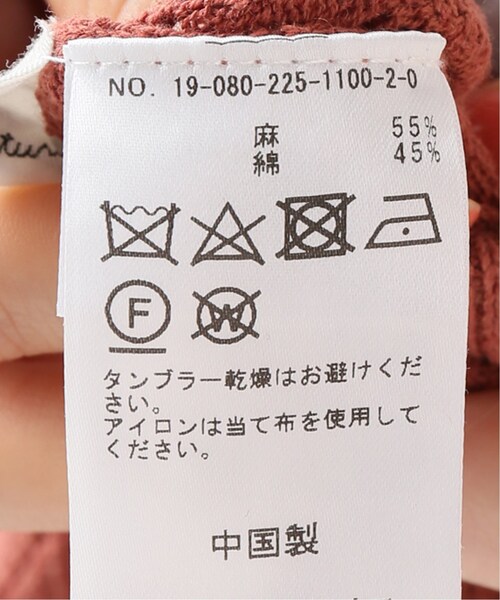 NO. 19-080-225-1100-2-0
麻 55%
綿 45%
F
W
タンブラー乾燥はお避けくだ
さい。
アイロンは当て布を使用して
ください。
中国製